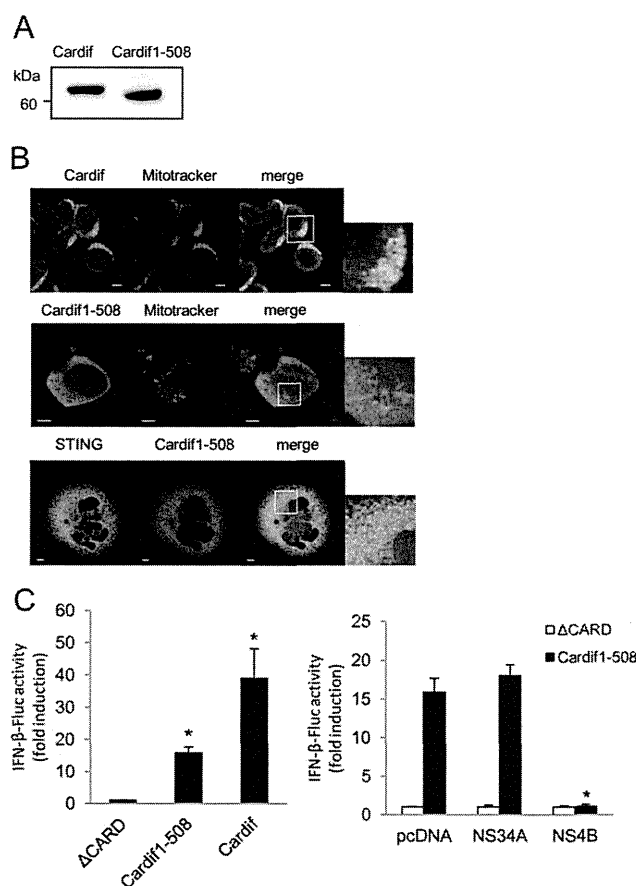 A
Cardif Cardif1-508
kDa
60
B
Cardif Mitotracker merge
Cardif1-508 Mitotracker merge
STING Cardif1-508 merge
C
IFN-β-Fluc activity
(fold induction)
60
50
40
30
20
10
0
*
*
ΔCARD
Cardif1-508
Cardif
IFN-β-Fluc activity
(fold induction)
25
20
15
10
5
0
ΔCARD
Cardif1-508
*
pcDNA NS34A NS4B